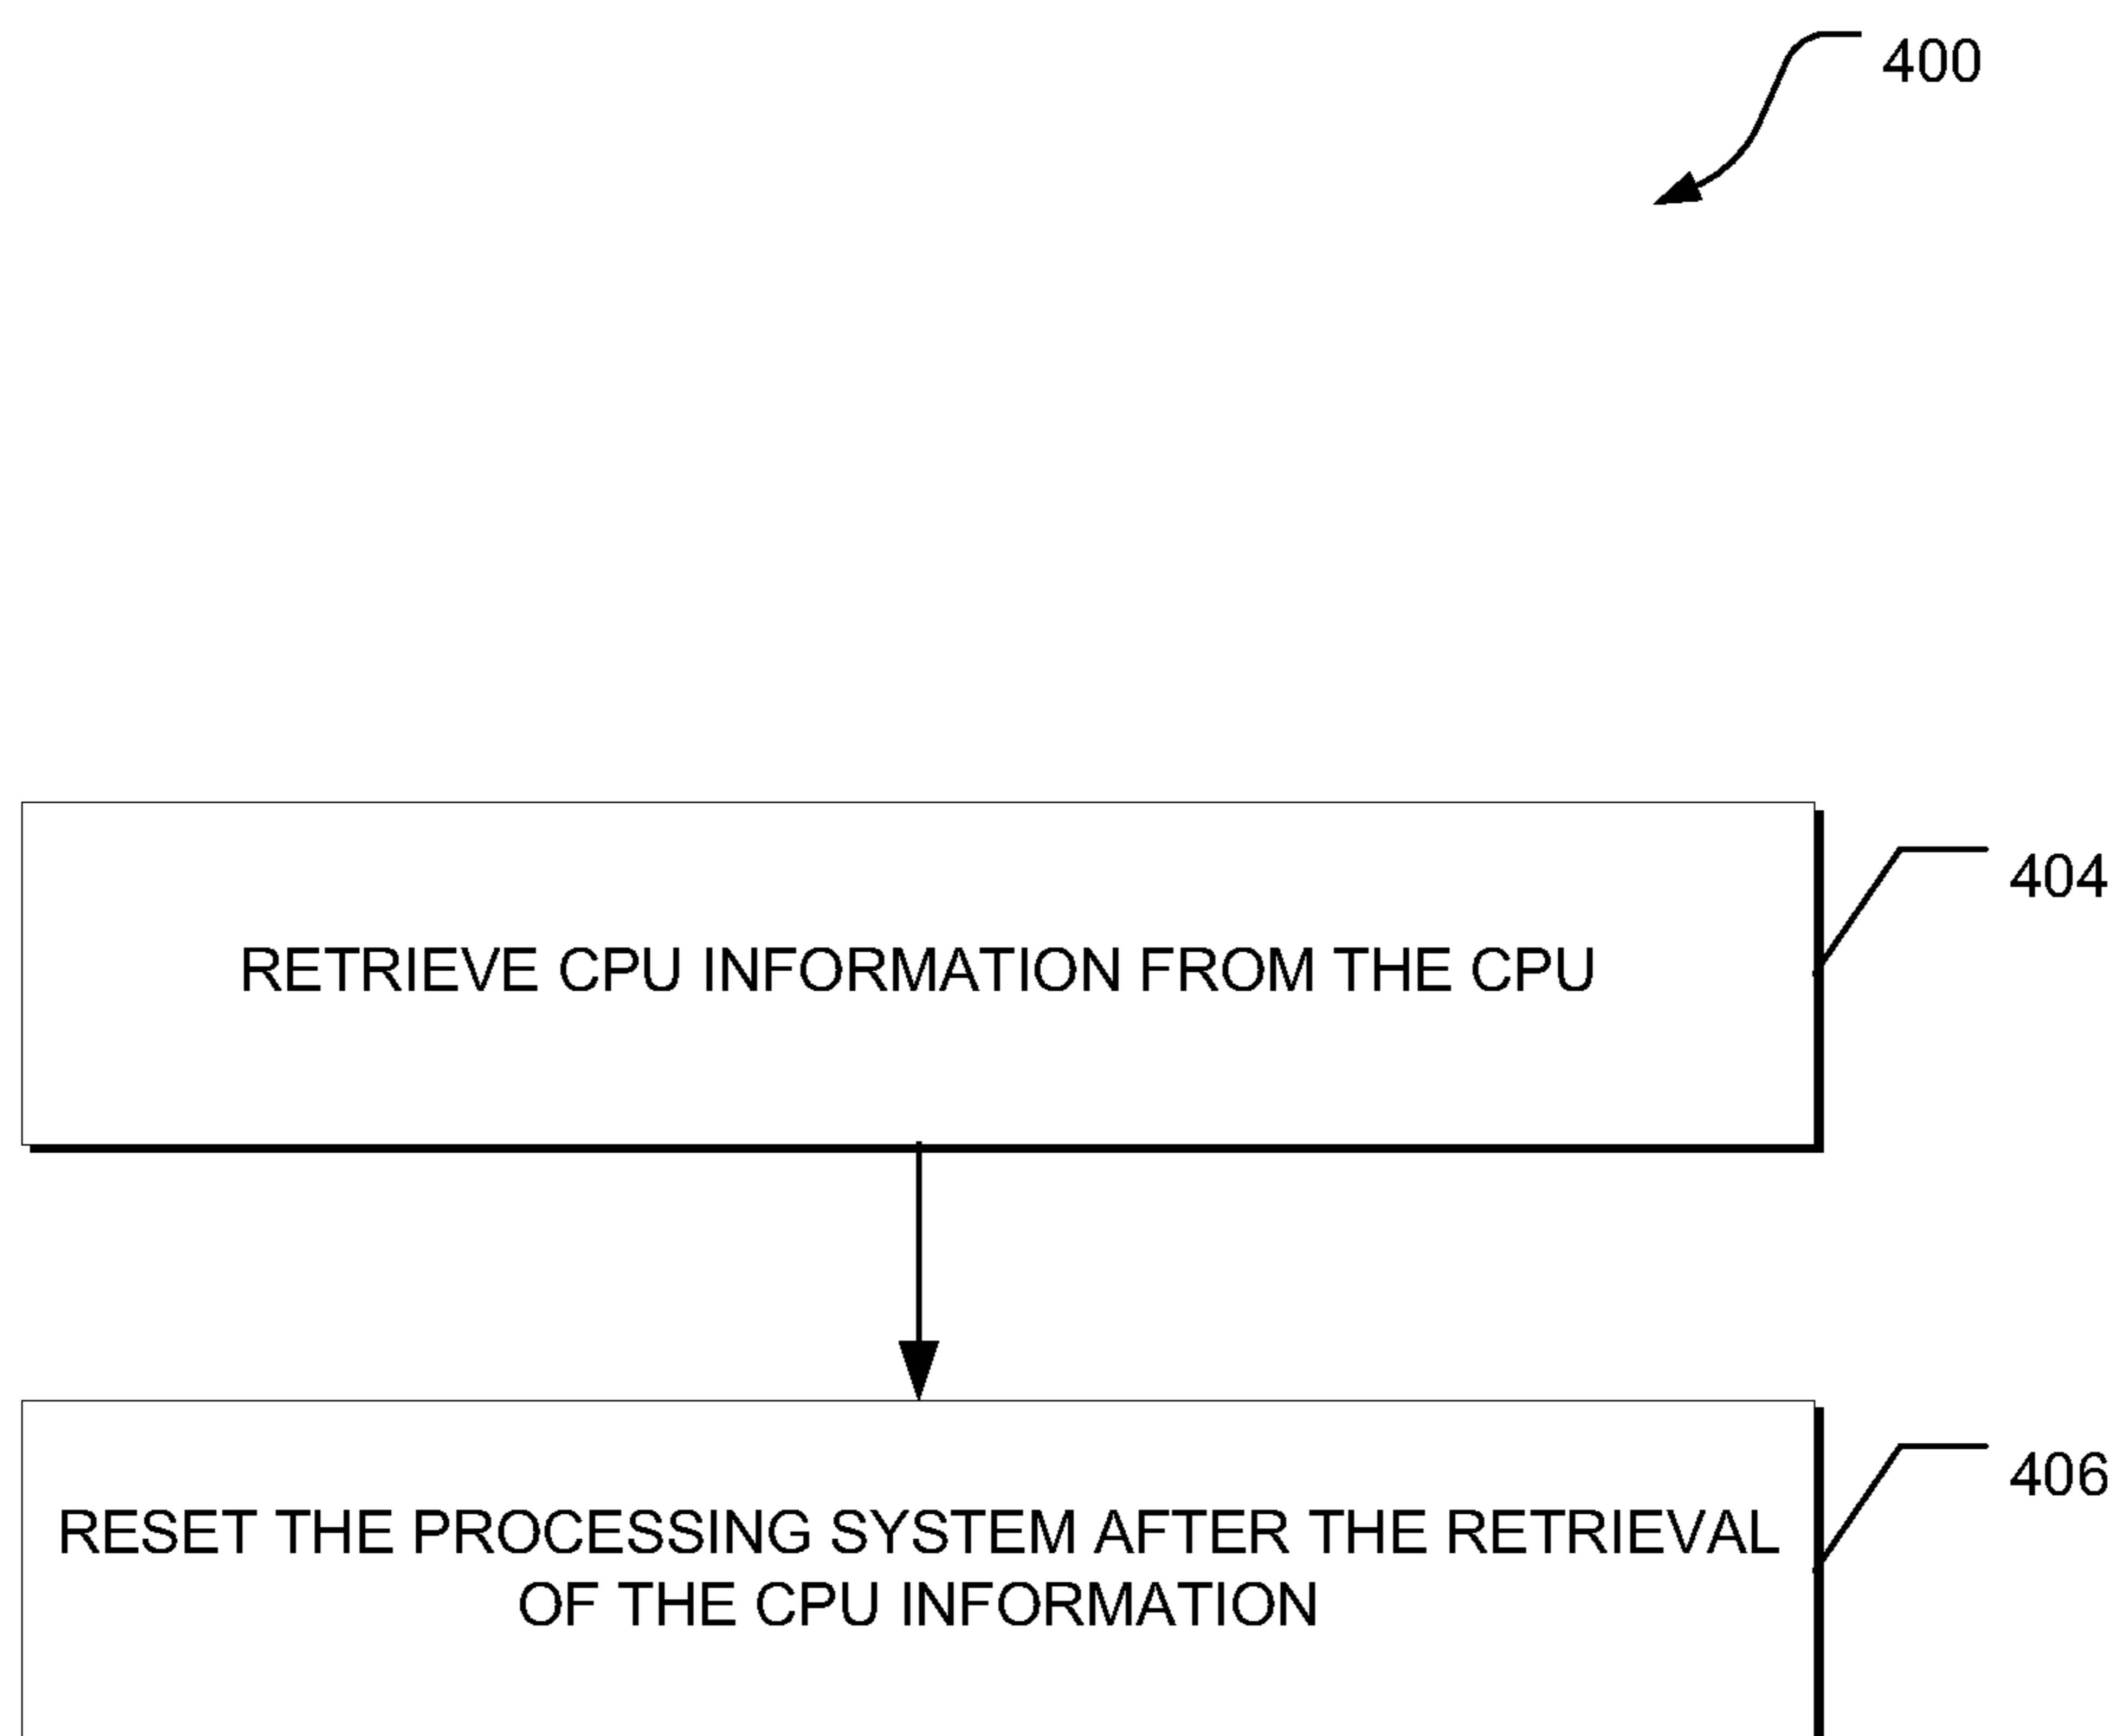 400
RETRIEVE CPU INFORMATION FROM THE CPU
404
RESET THE PROCESSING SYSTEM AFTER THE RETRIEVAL
OF THE CPU INFORMATION
406